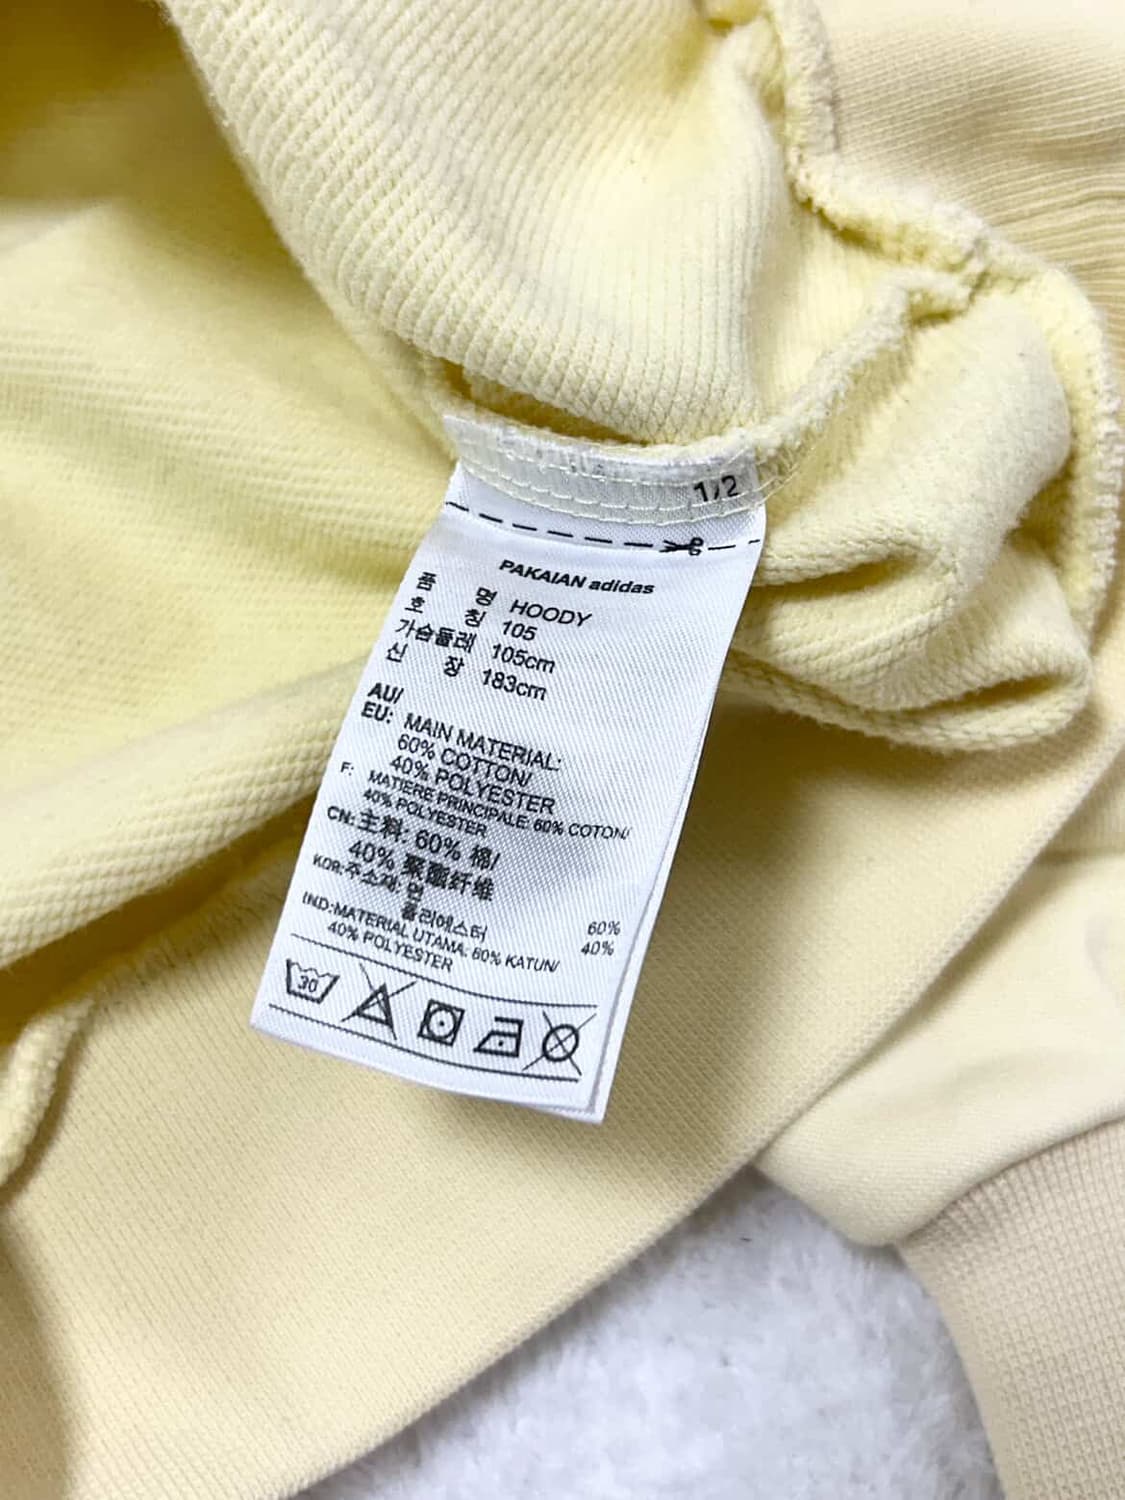 1/2
PAKAIAN adidas
품 명 HOODY
호 칭 105
가슴둘레 105cm
신 장 183cm
AU/
EU: MAIN MATERIAL:
60% COTTON/
40% POLYESTER
F: MATIERE PRINCIPALE: 60% COTON/
40% POLYESTER
CN: 主料: 60% 棉/
40% 聚酯纤维
KOR: 주소재: 면 60%
폴리에스터 40%
IND: MATERIAL UTAMA: 60% KATUN/
40% POLYESTER
30